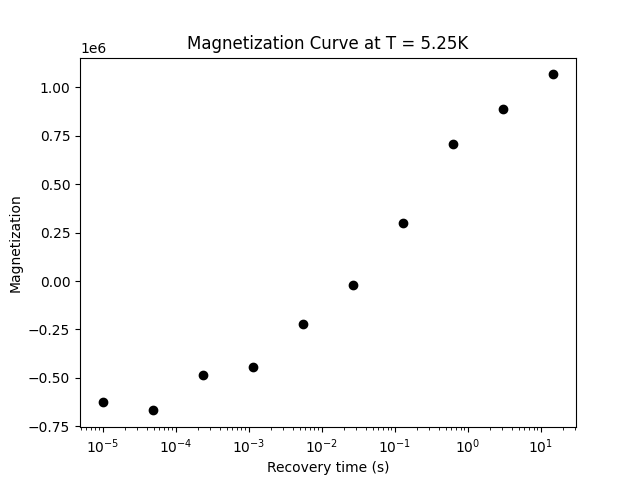 Magnetization Curve at T = 5.25K
1e6
1.00
0.75
0.50
0.25
0.00
−0.25
−0.50
−0.75
Magnetization
10⁻⁵ 10⁻⁴ 10⁻³ 10⁻² 10⁻¹ 10⁰ 10¹
Recovery time (s)